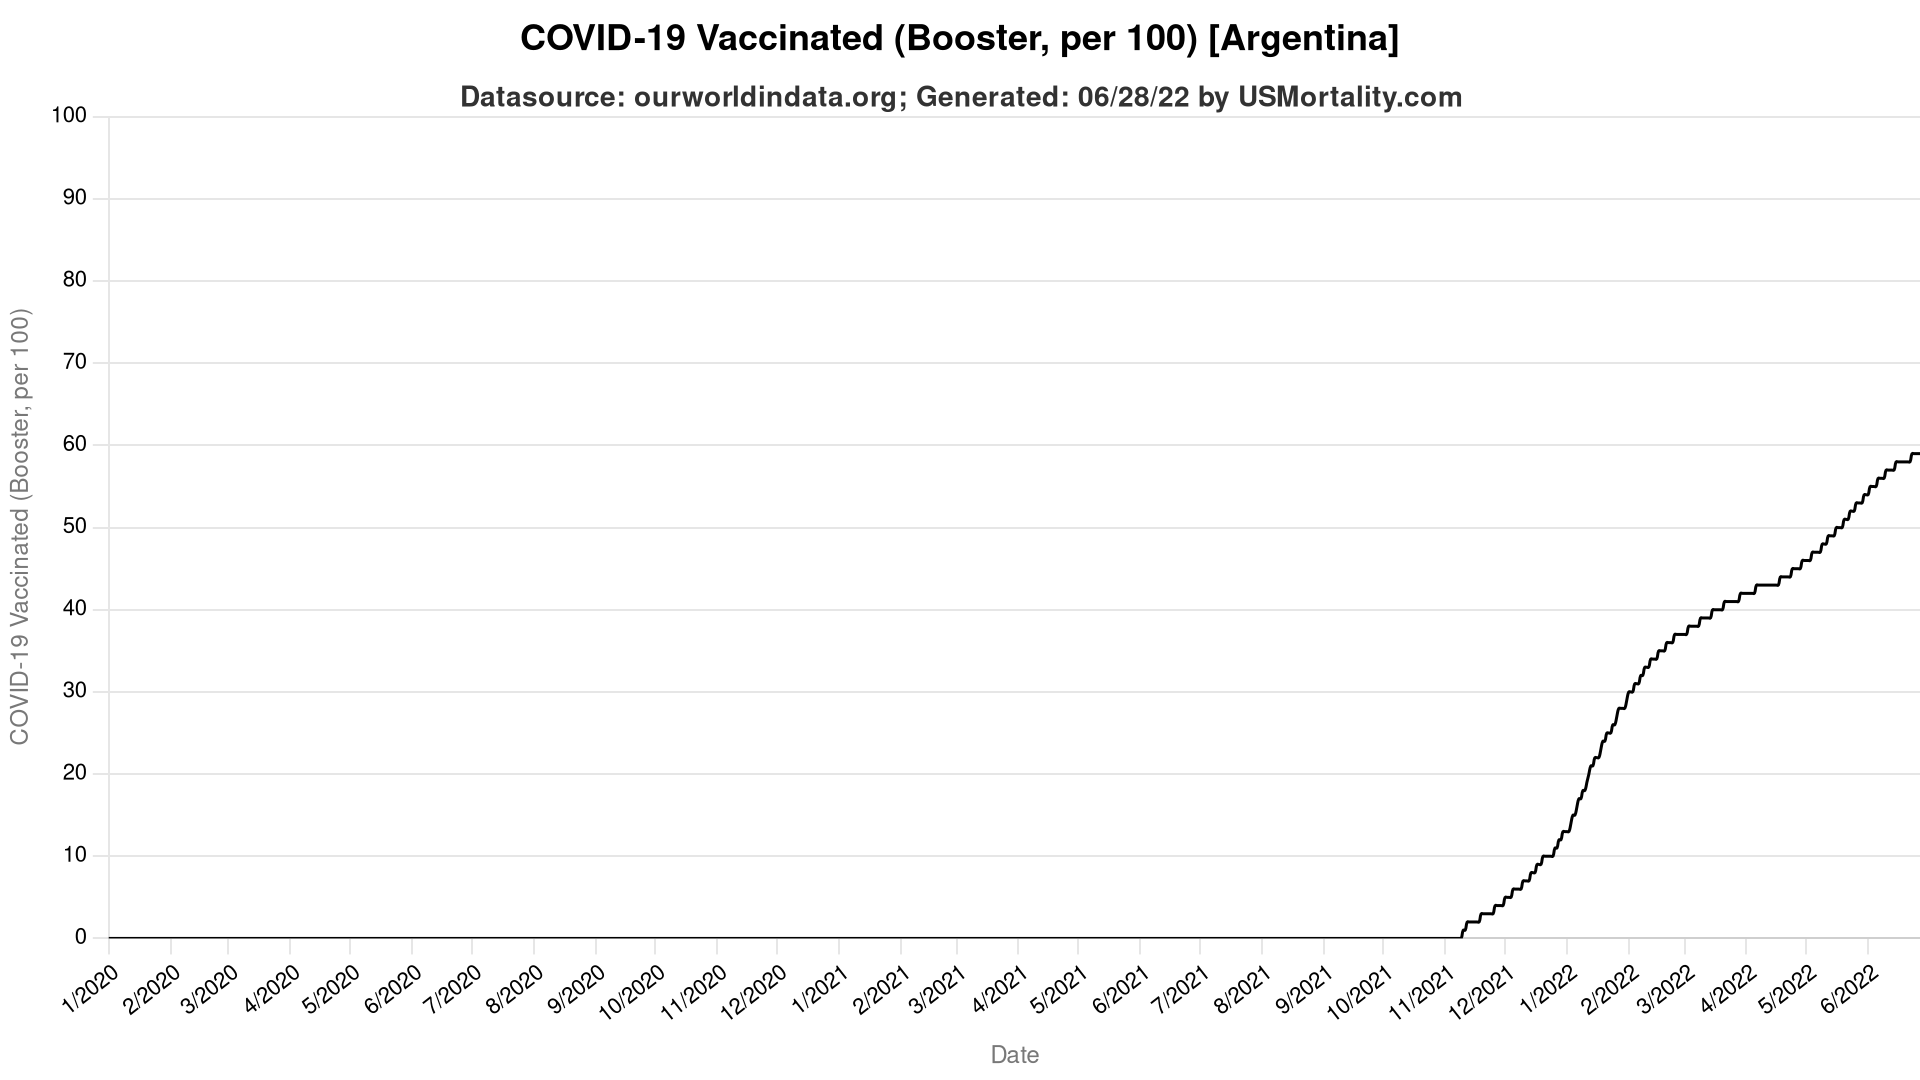 COVID-19 Vaccinated (Booster, per 100) [Argentina]
Datasource: ourworldindata.org; Generated: 06/28/22 by USMortality.com
COVID-19 Vaccinated (Booster, per 100)
100
90
80
70
60
50
40
30
20
10
0
1/2020 2/2020 3/2020 4/2020 5/2020 6/2020 7/2020 8/2020 9/2020 10/2020 11/2020 12/2020 1/2021 2/2021 3/2021 4/2021 5/2021 6/2021 7/2021 8/2021 9/2021 10/2021 11/2021 12/2021 1/2022 2/2022 3/2022 4/2022 5/2022 6/2022
Date